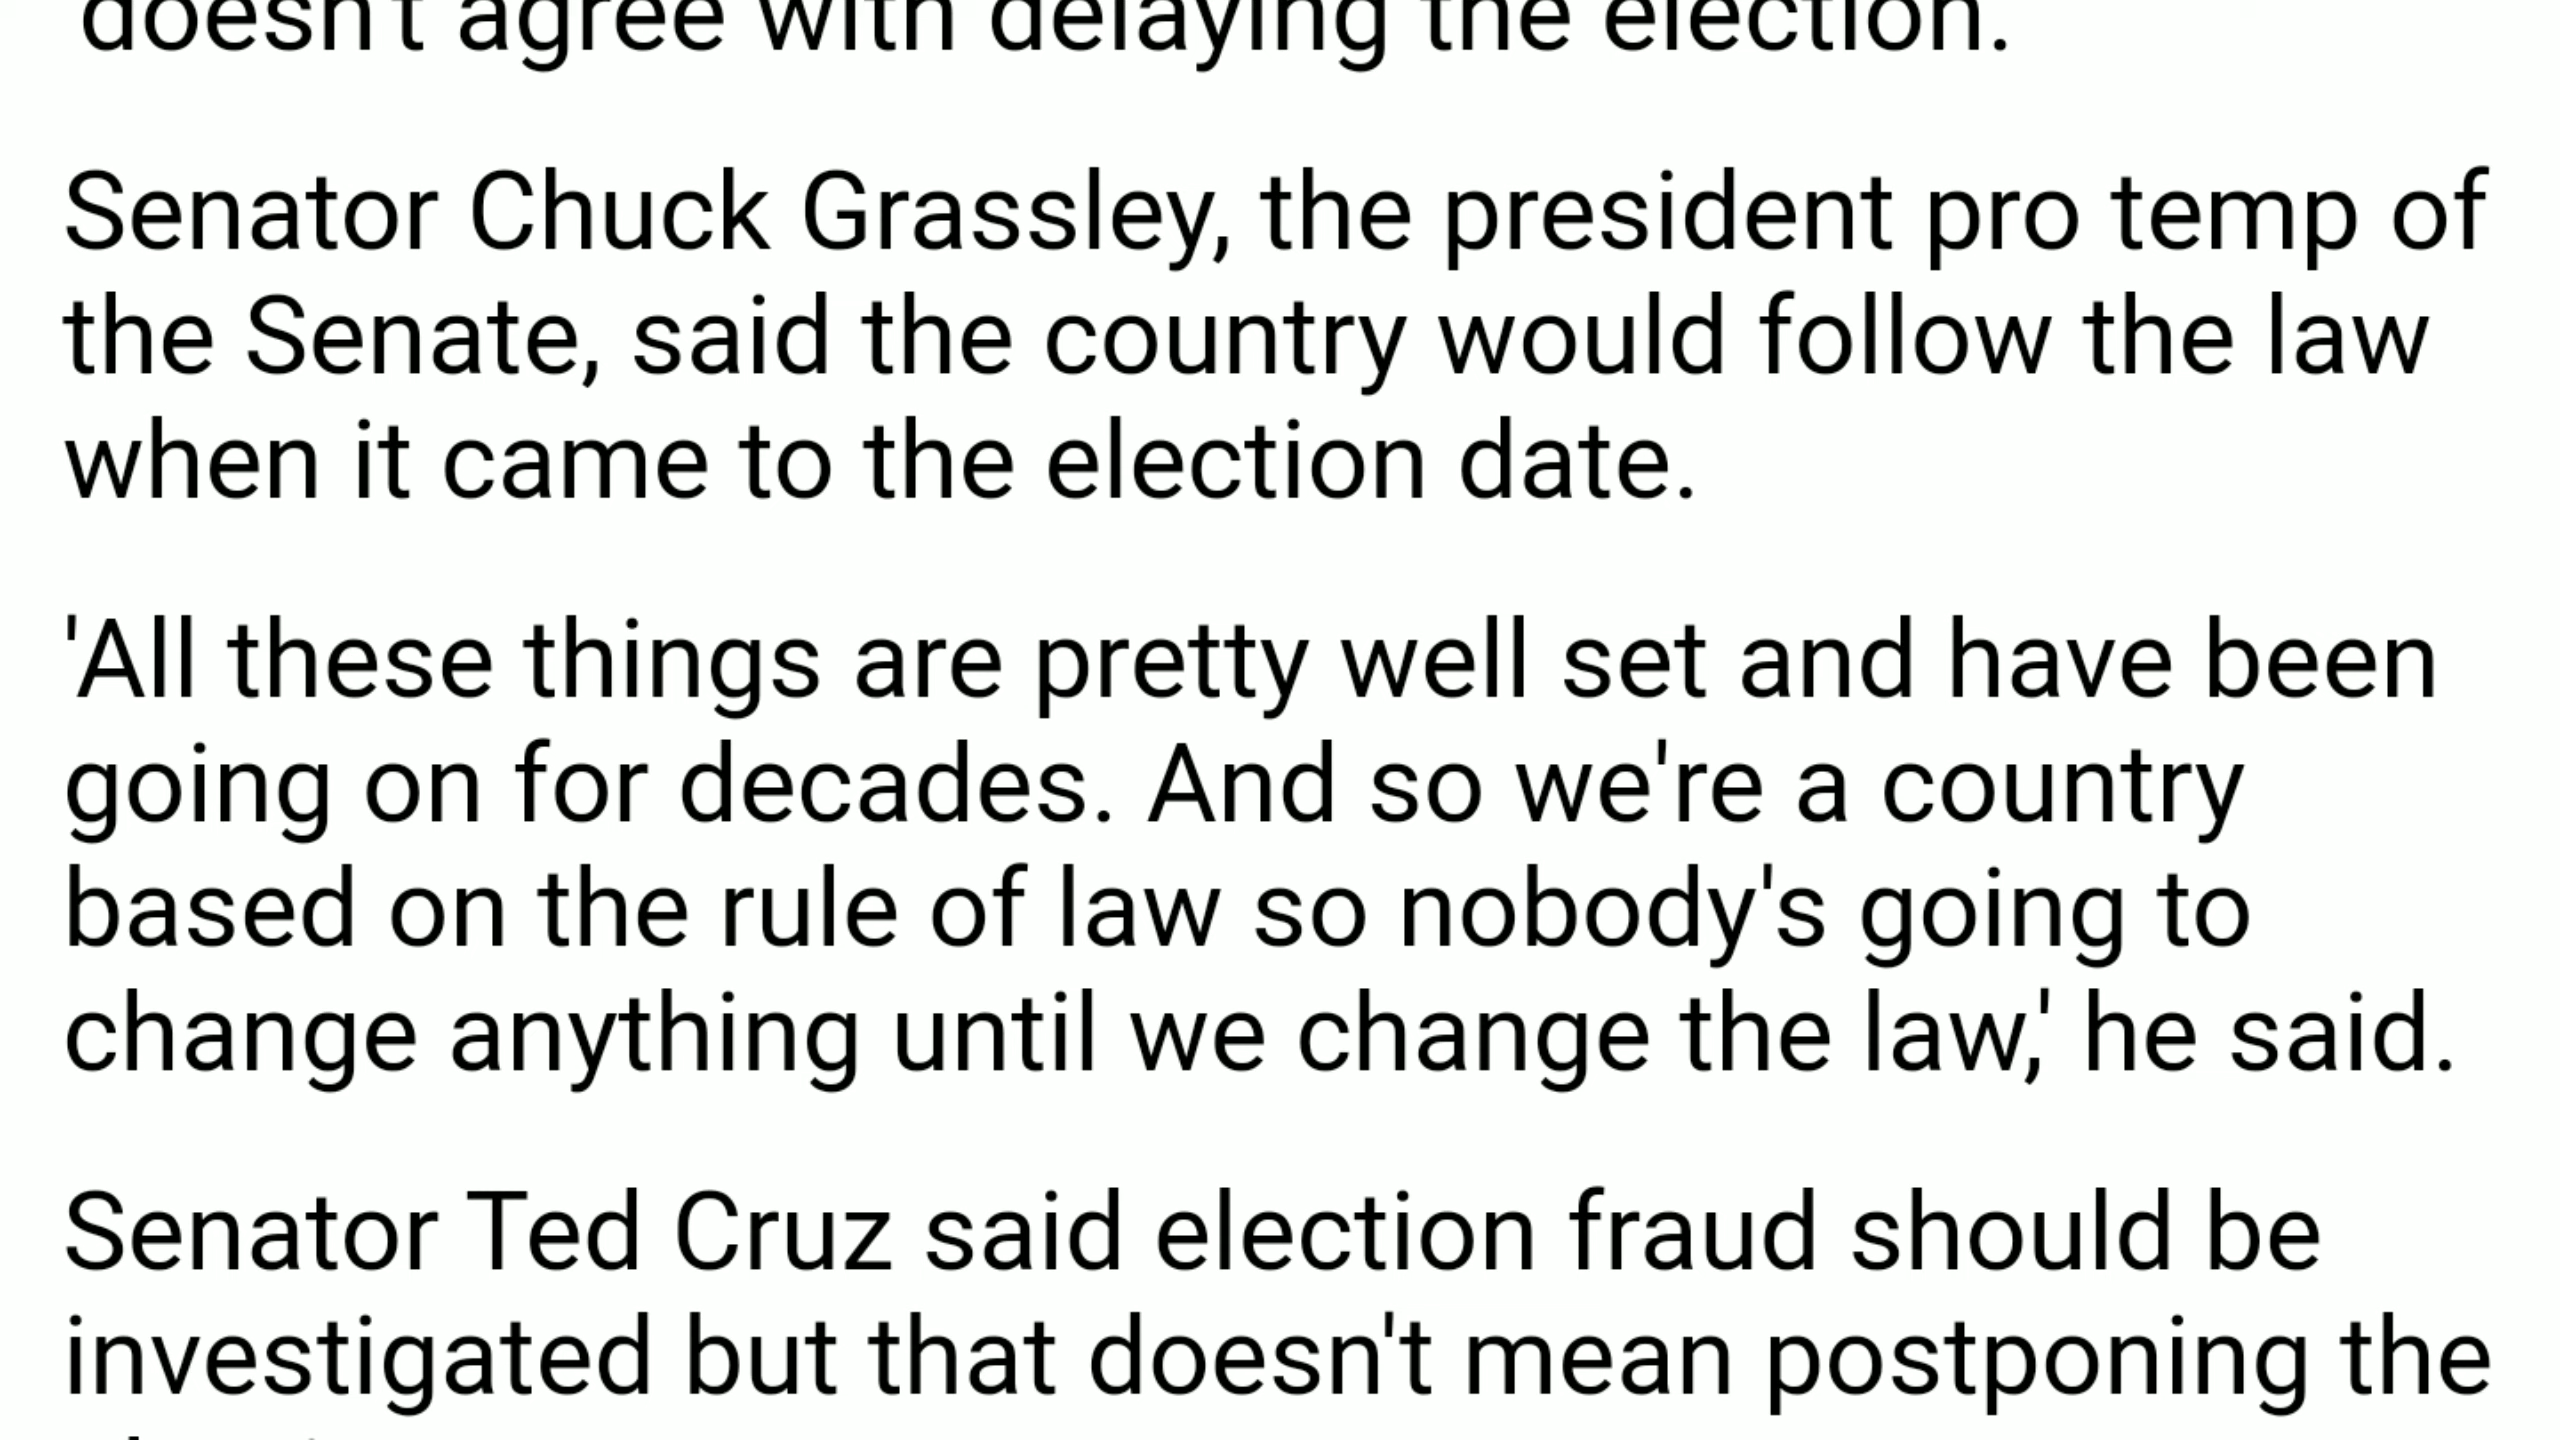 doesn't agree with delaying the election.
Senator Chuck Grassley, the president pro temp of
the Senate, said the country would follow the law
when it came to the election date.
'All these things are pretty well set and have been
going on for decades. And so we're a country
based on the rule of law so nobody's going to
change anything until we change the law,' he said.
Senator Ted Cruz said election fraud should be
investigated but that doesn't mean postponing the